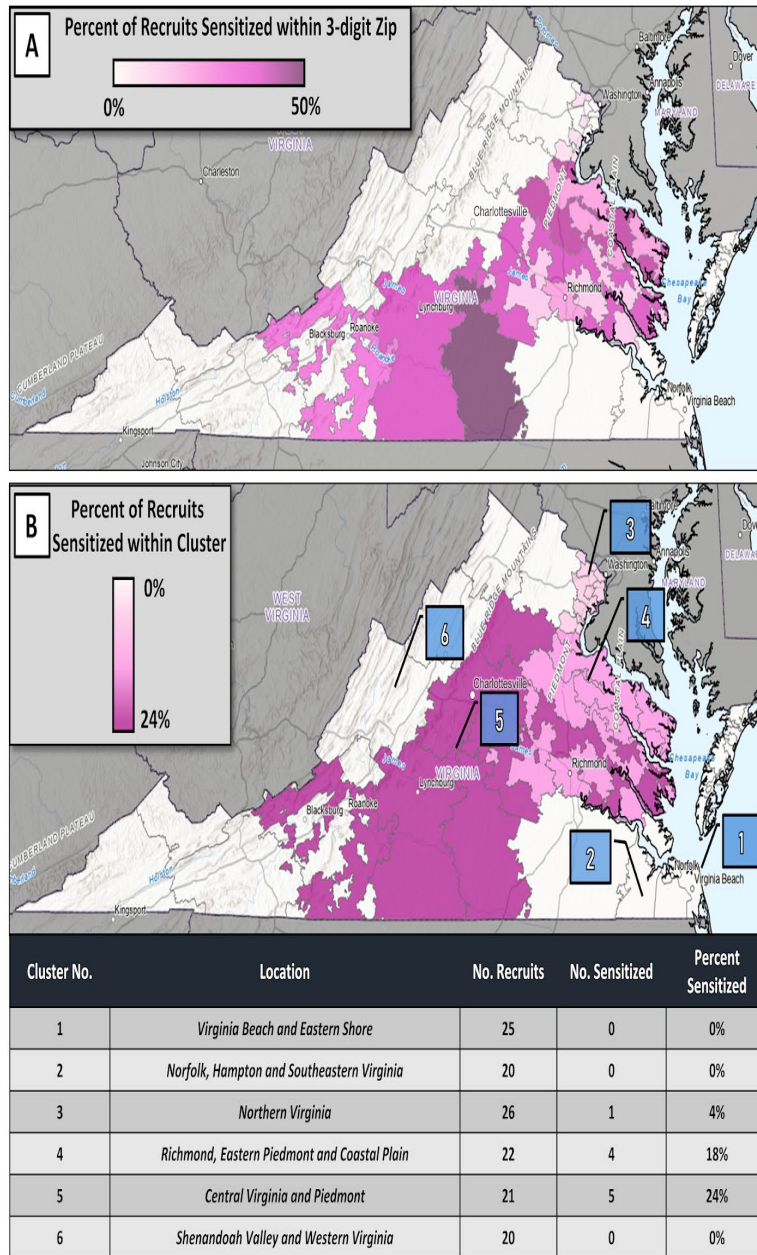 A
Percent of Recruits Sensitized within 3-digit Zip
0%
50%
Baltimore
Dover
Annapolis
Washington
DELAWARE
MARYLAND
VIRGINIA
BLUE RIDGE MOUNTAINS
Charleston
PIEDMONT
COASTAL PLAIN
Charlottesville
James
James
Chesapeake
Bay
VIRGINIA
Richmond
Lynchburg
Blacksburg
Roanoke
Roanoke
CUMBERLAND PLATEAU
Cumberland
Holston
Norfolk
Virginia Beach
Kingsport
Johnson City
B
Percent of Recruits
Sensitized within Cluster
0%
24%
3
Baltimore
Dove
Annapolis
Washington
DELAWA
MARYLAND
WEST
VIRGINIA
BLUE RIDGE MOUNTAINS
4
6
PIEDMONT
COASTAL PLAIN
Charlottesville
5
James
James
Chesapeake
Bay
VIRGINIA
Richmond
Lynchburg
Blacksburg
Roanoke
CUMBERLAND PLATEAU
Holston
2
1
Norfolk
Virginia Beach
Kingsport
Cluster No. Location No. Recruits No. Sensitized Percent Sensitized
1 Virginia Beach and Eastern Shore 25 0 0%
2 Norfolk, Hampton and Southeastern Virginia 20 0 0%
3 Northern Virginia 26 1 4%
4 Richmond, Eastern Piedmont and Coastal Plain 22 4 18%
5 Central Virginia and Piedmont 21 5 24%
6 Shenandoah Valley and Western Virginia 20 0 0%